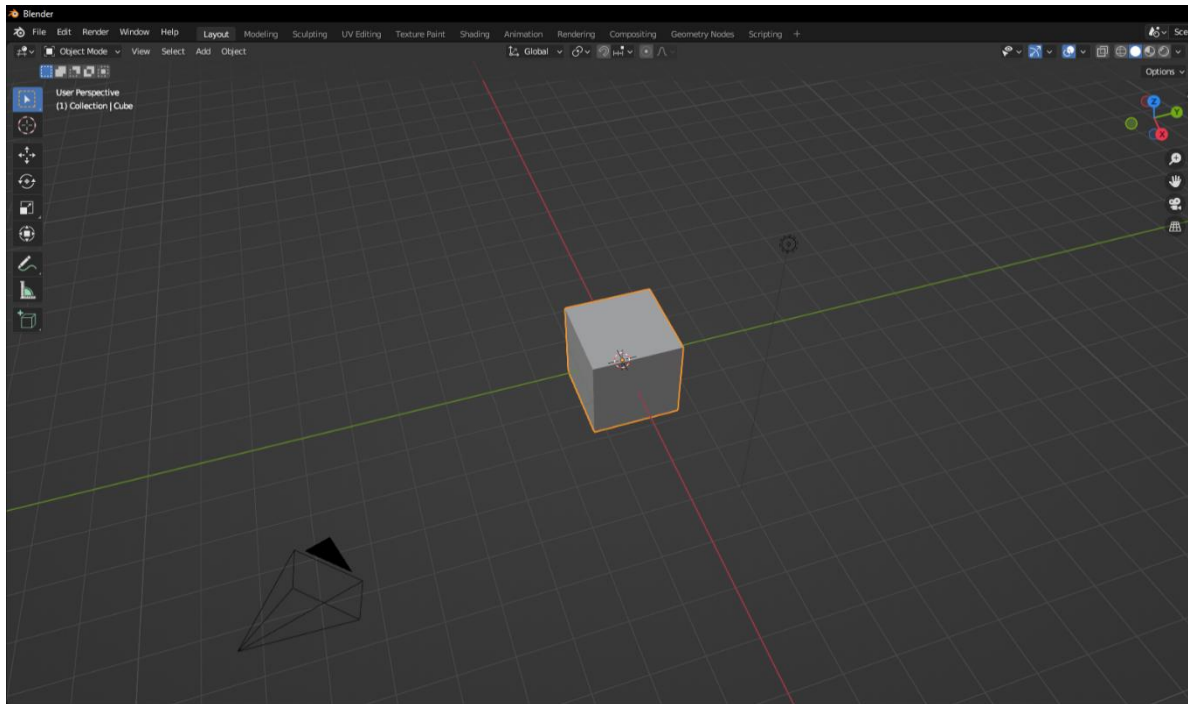 Blender
File Edit Render Window Help Layout Modeling Sculpting UV Editing Texture Paint Shading Animation Rendering Compositing Geometry Nodes Scripting + Sce
Object Mode View Select Add Object Global
Options
User Perspective
(1) Collection | Cube
Z
Y
X